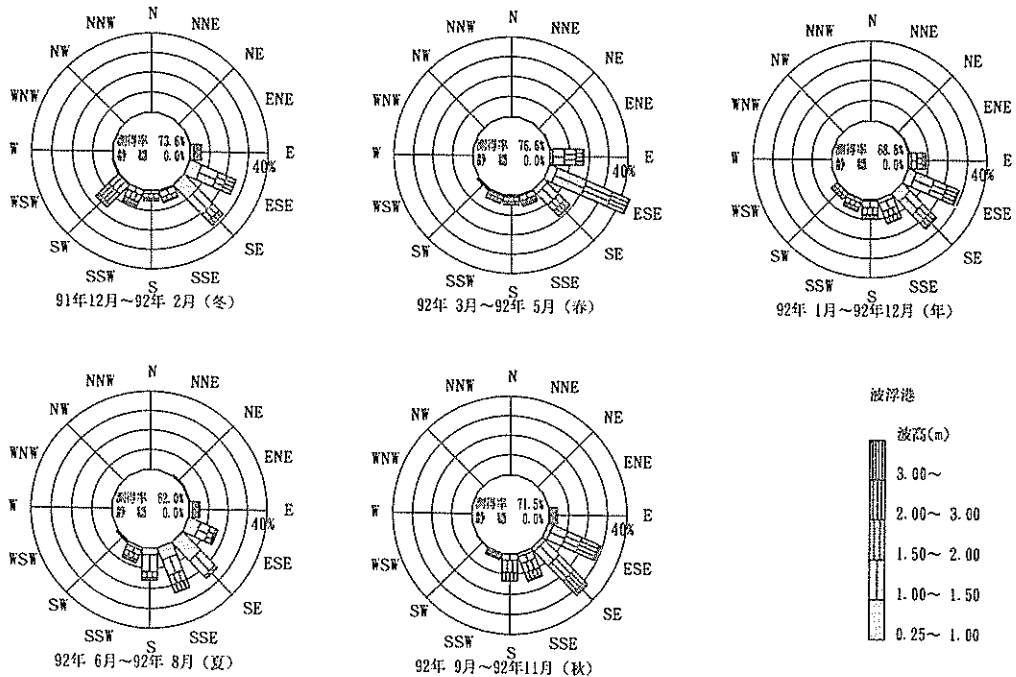 N
NNW NNE
NW NE
WNW ENE
測得率 73.6%
静 穏 0.0%
W E
40%
WSW ESE
SW SE
SSW SSE
S
91年12月～92年 2月 (冬)
N
NNW NNE
NW NE
WNW ENE
測得率 76.6%
静 穏 0.0%
W E
40%
WSW ESE
SW SE
SSW SSE
S
92年 3月～92年 5月 (春)
N
NNW NNE
NW NE
WNW ENE
測得率 68.6%
静 穏 0.0%
W E
40%
WSW ESE
SW SE
SSW SSE
S
92年 1月～92年12月 (年)
N
NNW NNE
NW NE
WNW ENE
測得率 62.0%
静 穏 0.0%
W E
40%
WSW ESE
SW SE
SSW SSE
S
92年 6月～92年 8月 (夏)
N
NNW NNE
NW NE
WNW ENE
測得率 71.5%
静 穏 0.0%
W E
40%
WSW ESE
SW SE
SSW SSE
S
92年 9月～92年11月 (秋)
波浮港
波高(m)
3.00～
2.00～ 3.00
1.50～ 2.00
1.00～ 1.50
0.25～ 1.00